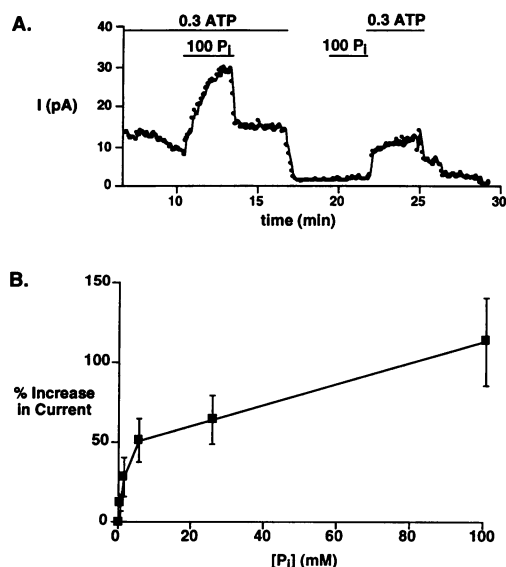 A.
0.3 ATP
0.3 ATP
100 Pi
100 Pi
40
30
20
10
0
I (pA)
10
15
20
25
30
time (min)
B.
150
100
50
0
% Increase
in Current
0
20
40
60
80
100
[Pi] (mM)